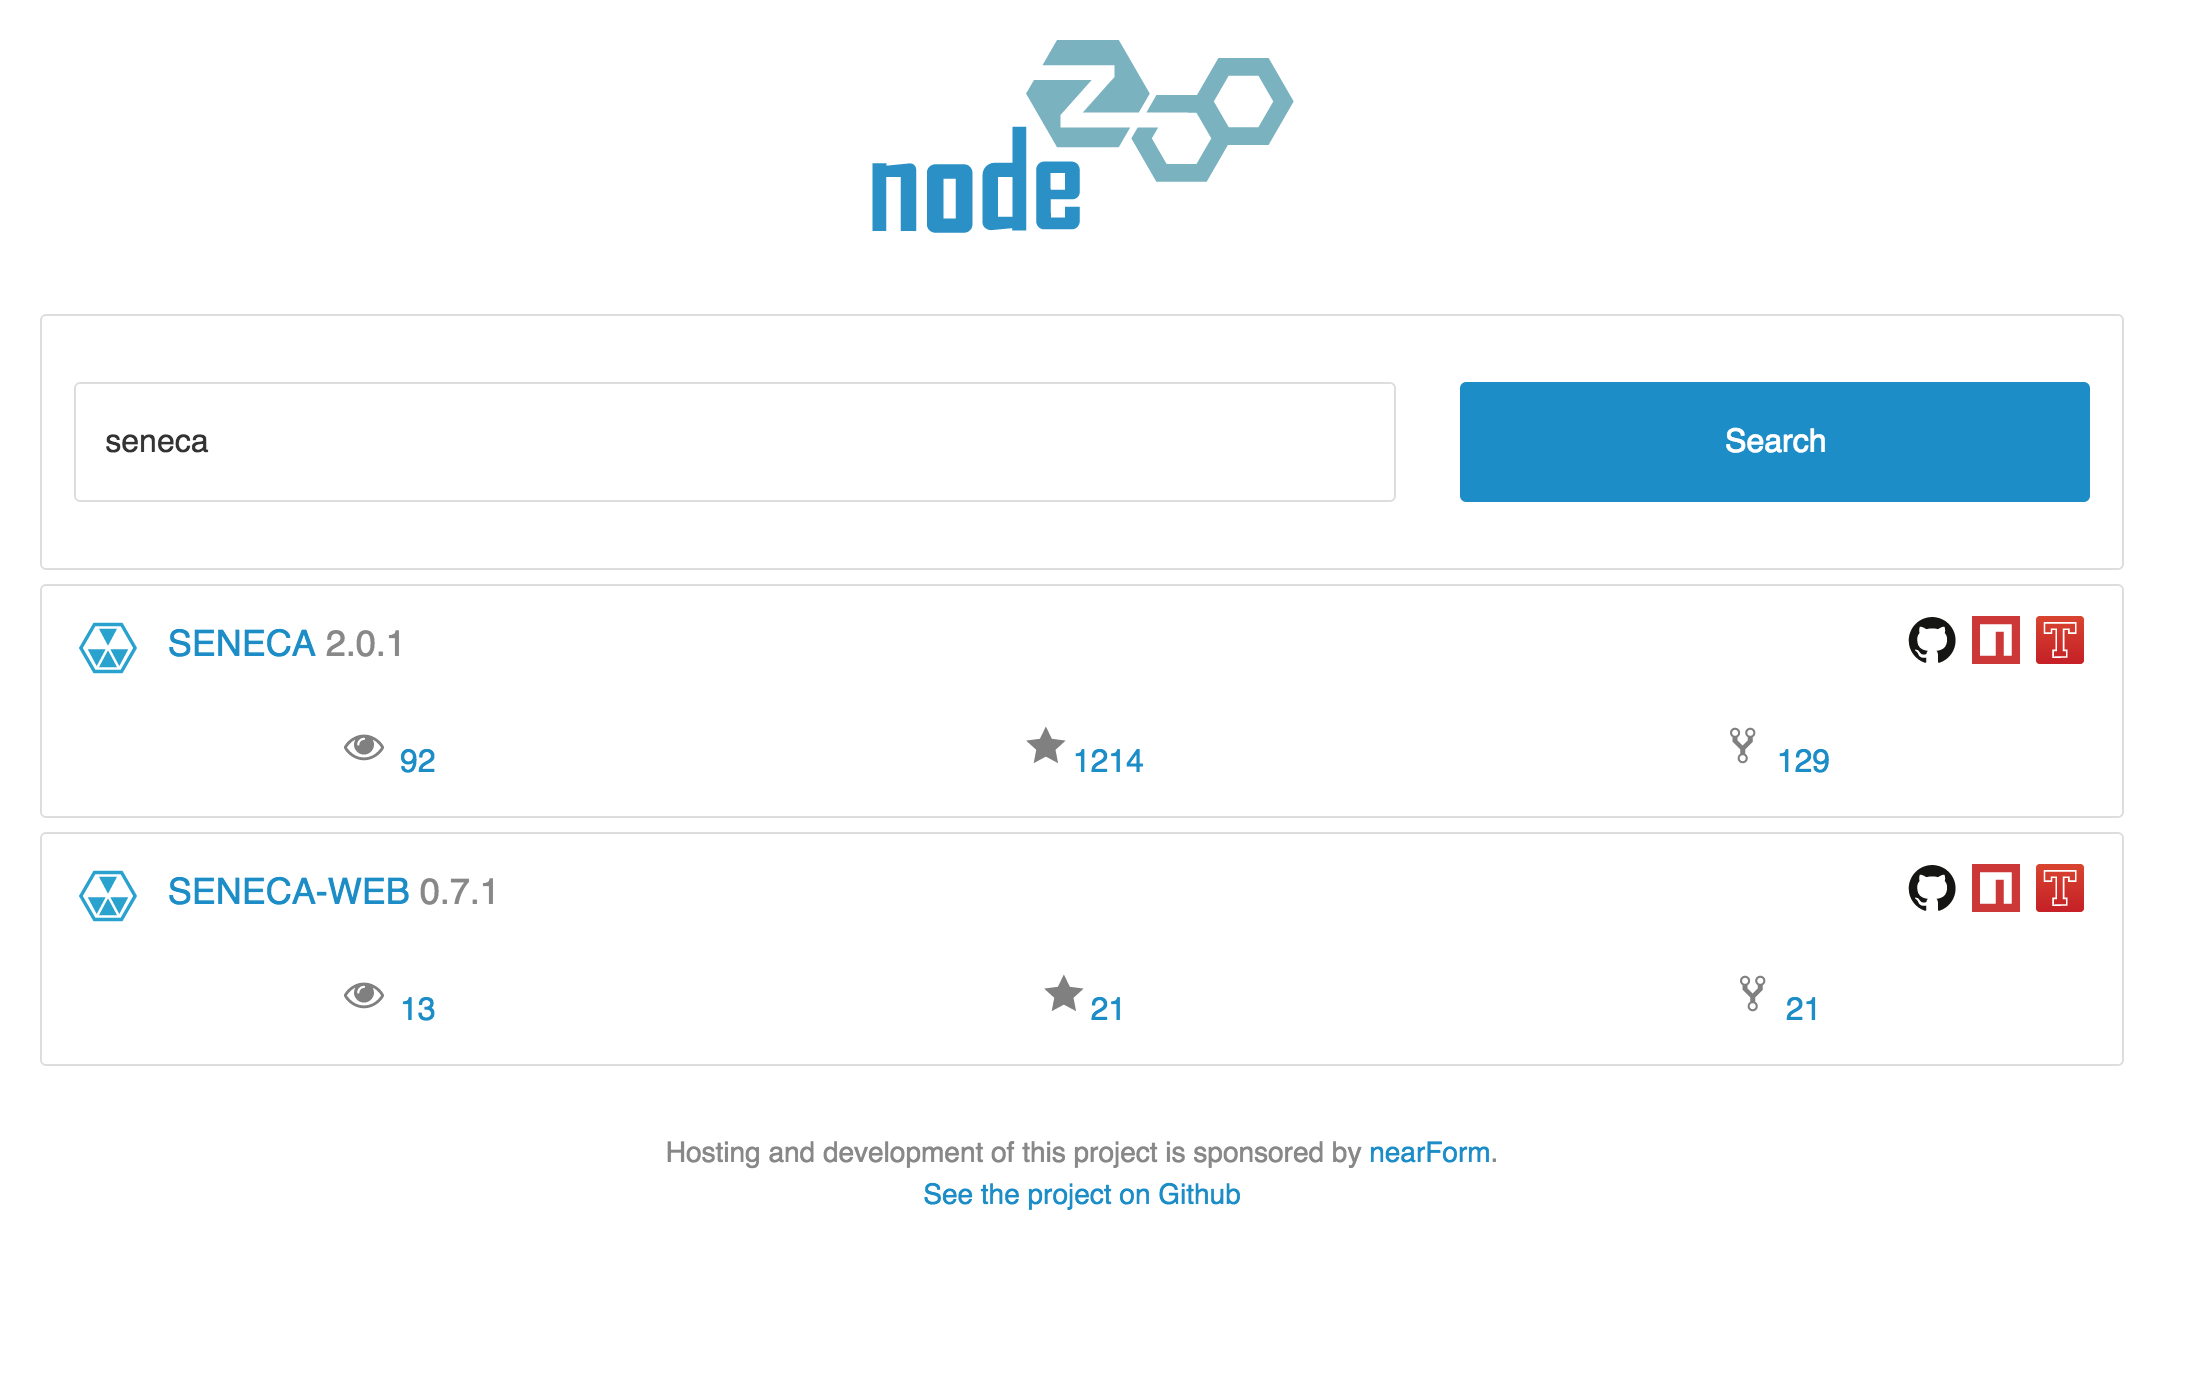 node zoo
seneca
Search
SENECA 2.0.1
92 1214 129
SENECA-WEB 0.7.1
13 21 21
Hosting and development of this project is sponsored by nearForm.
See the project on Github